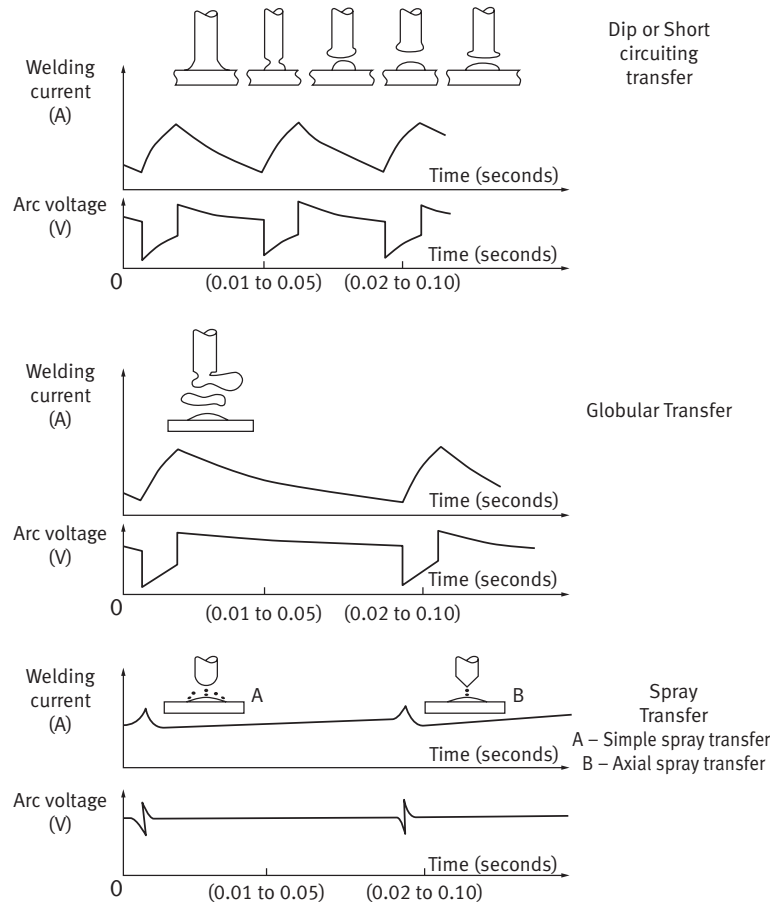 Dip or Short
circuiting
transfer
Welding
current
(A)
Time (seconds)
Arc voltage
(V)
Time (seconds)
0
(0.01 to 0.05)
(0.02 to 0.10)
Welding
current
(A)
Globular Transfer
Time (seconds)
Arc voltage
(V)
Time (seconds)
0
(0.01 to 0.05)
(0.02 to 0.10)
Welding
current
(A)
A
B
Spray
Transfer
A – Simple spray transfer
B – Axial spray transfer
Time (seconds)
Arc voltage
(V)
Time (seconds)
0
(0.01 to 0.05)
(0.02 to 0.10)